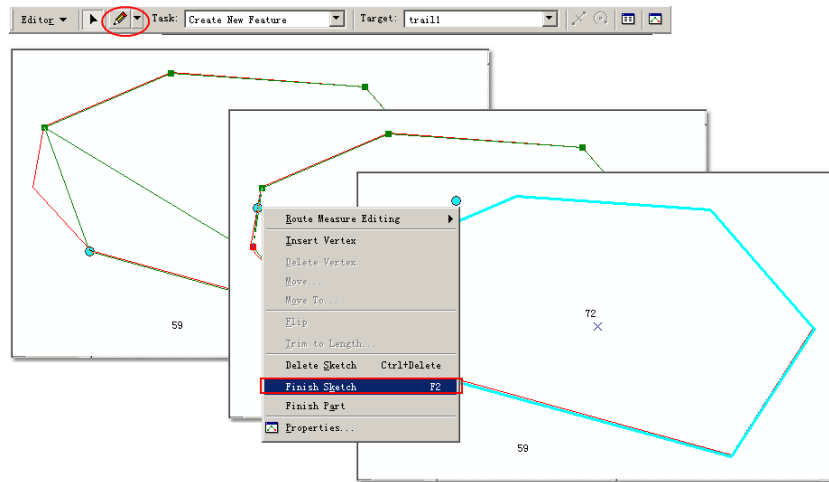 Editor Task: Create New Feature Target: trail1
59
Route Measure Editing
Insert Vertex
Delete Vertex
Move...
Move To...
Flip
Trim to Length...
Delete Sketch Ctrl+Delete
Finish Sketch F2
Finish Part
Properties...
72
59